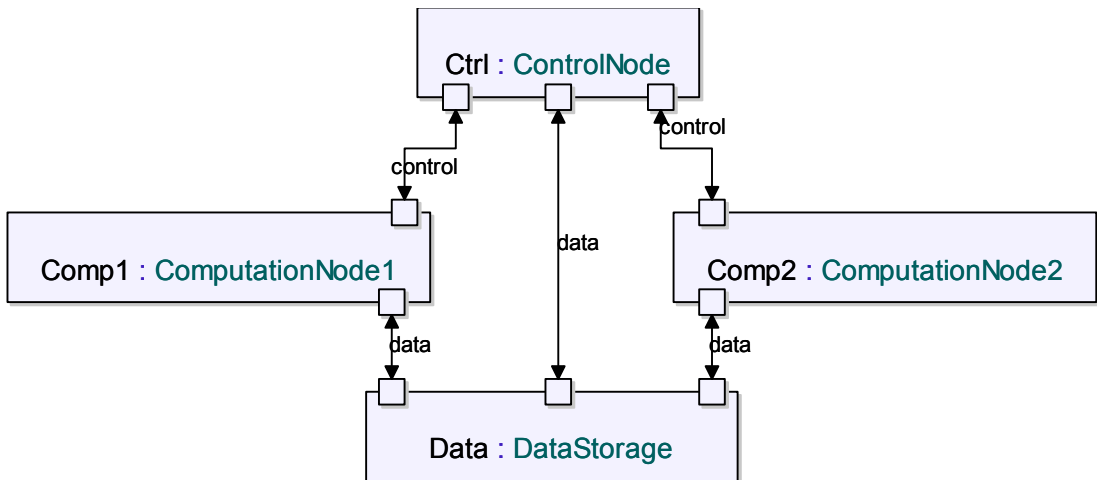 Ctrl : ControlNode
control
control
data
Comp1 : ComputationNode1
Comp2 : ComputationNode2
data
data
Data : DataStorage